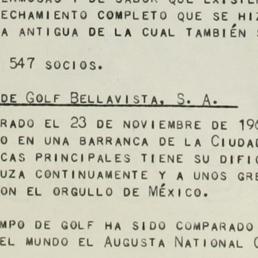 ECHAMIENTO COMPLETO QUE SE HIZ
A ANTIGUA DE LA CUAL TAMBIÉN
547 SOCIOS.
DE GOLF BELLAVISTA, S. A.
RADO EL 23 DE NOVIEMBRE DE 196
O EN UNA BARRANCA DE LA CIUDAD
CAS PRINCIPALES TIENE SU DIFIC
UZA CONTINUAMENTE Y A UNOS GRE
ON EL ORGULLO DE MÉXICO.
MPO DE GOLF HA SIDO COMPARADO
EL MUNDO EL AUGUSTA NATIONAL